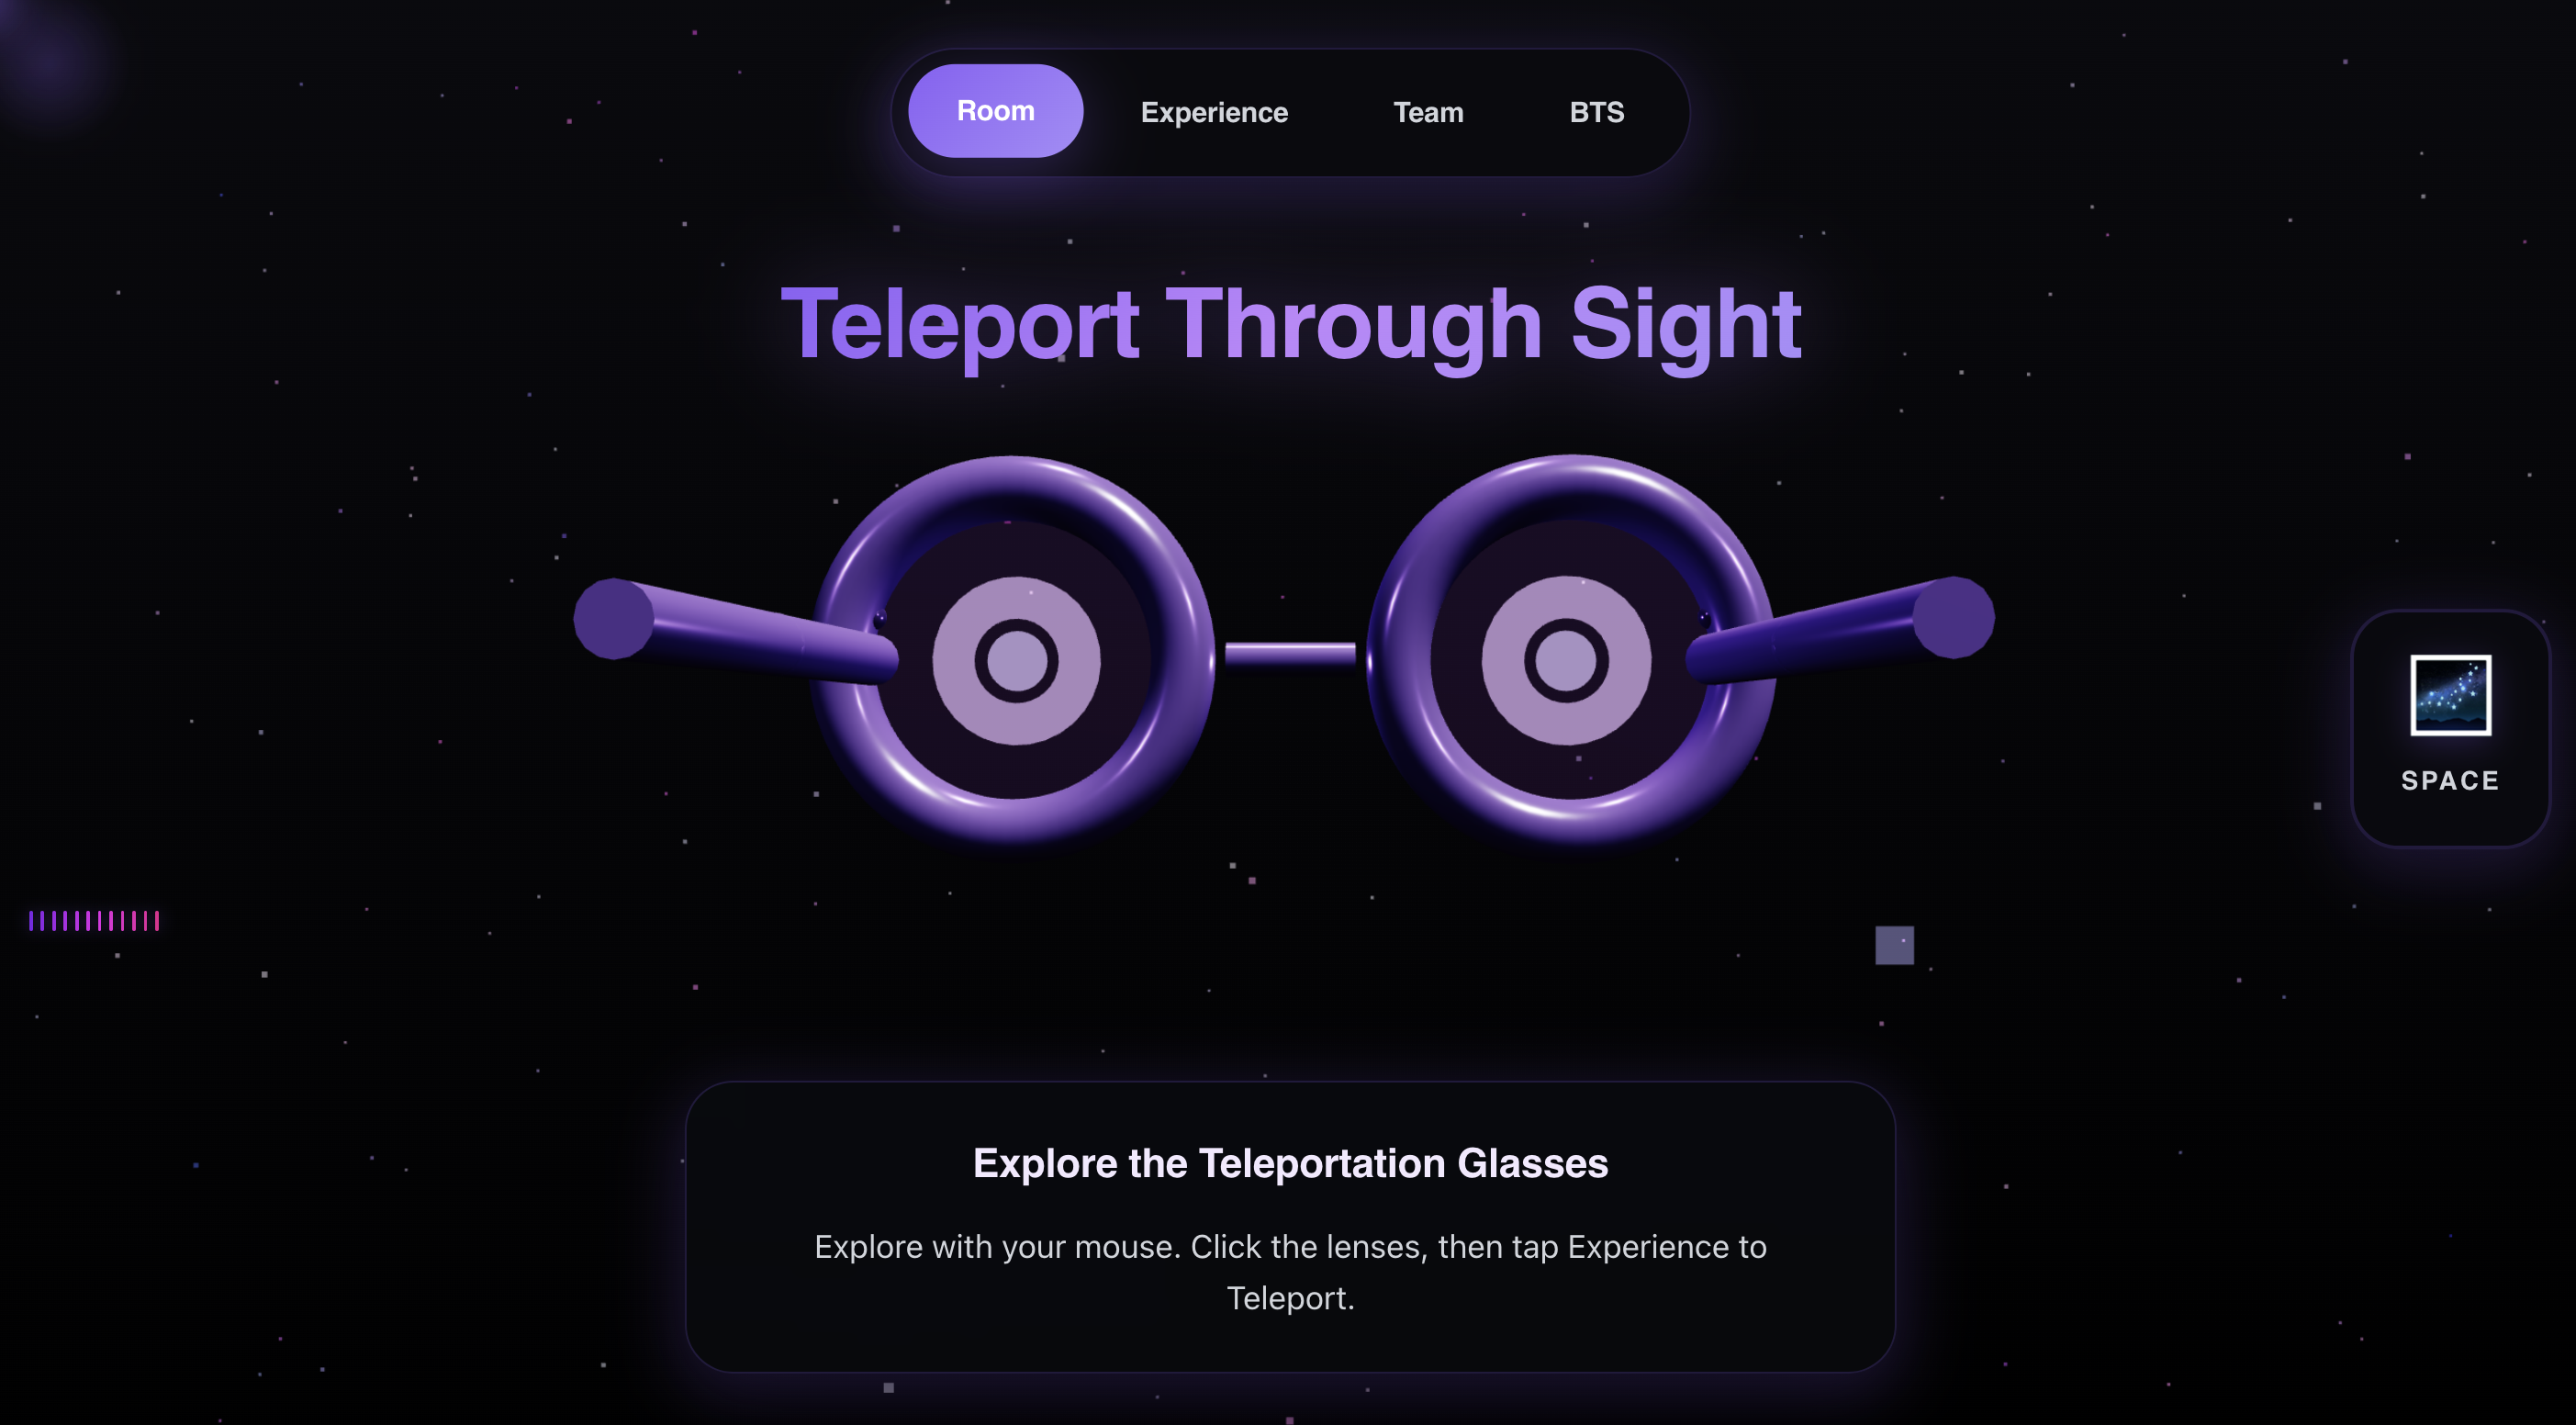 Room
Experience
Team
BTS
Teleport Through Sight
SPACE
Explore the Teleportation Glasses
Explore with your mouse. Click the lenses, then tap Experience to
Teleport.